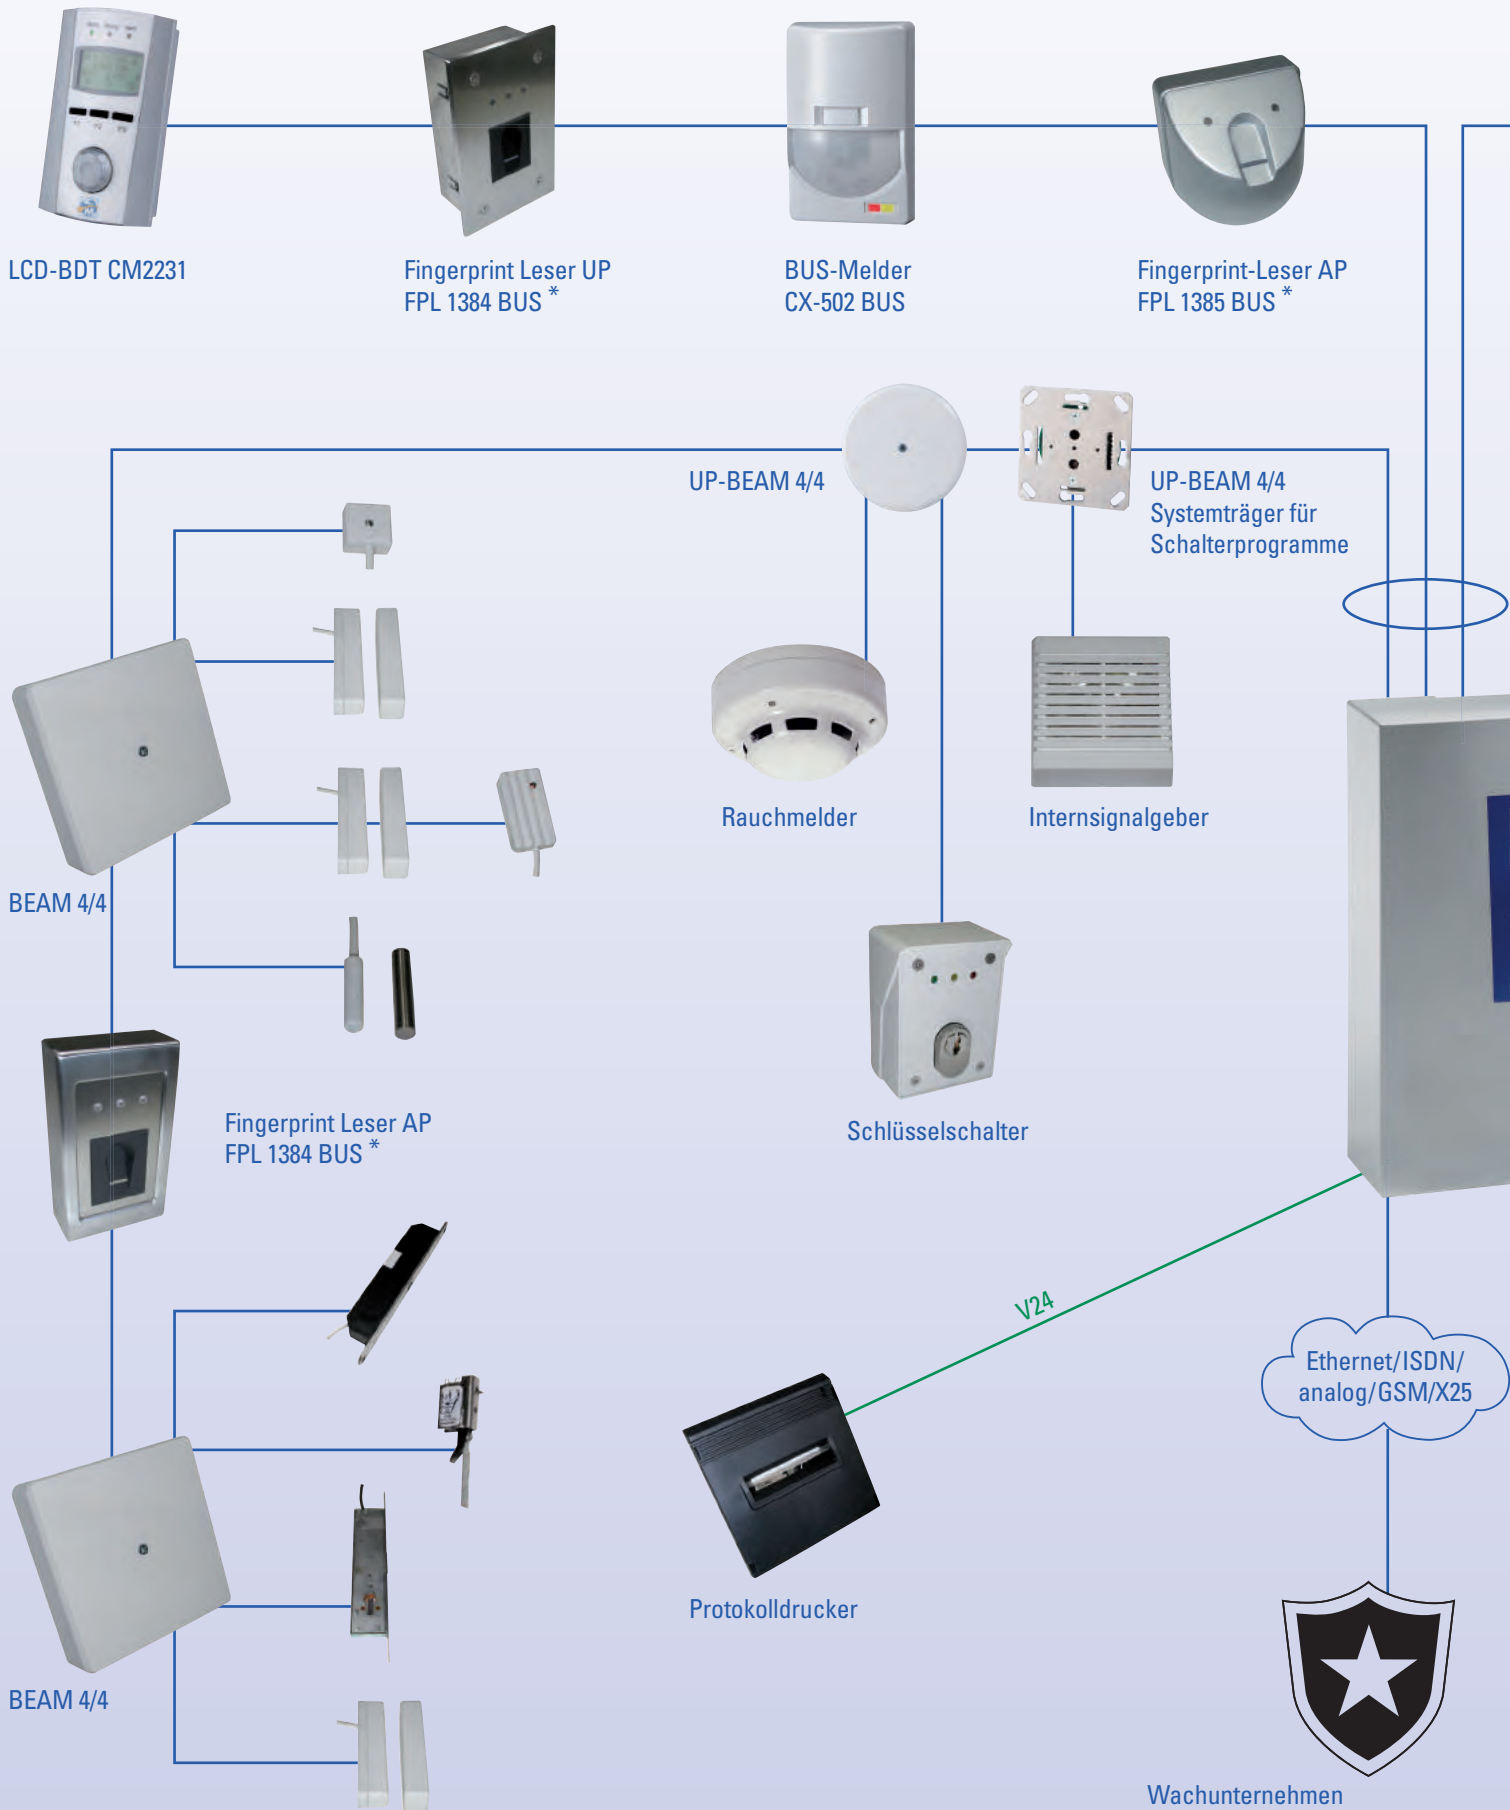 LCD-BDT CM2231
Fingerprint Leser UP
FPL 1384 BUS *
BUS-Melder
CX-502 BUS
Fingerprint-Leser AP
FPL 1385 BUS *
UP-BEAM 4/4
UP-BEAM 4/4
Systemträger für
Schalterprogramme
Rauchmelder
Internsignalgeber
BEAM 4/4
Fingerprint Leser AP
FPL 1384 BUS *
Schlüsselschalter
V24
Ethernet/ISDN/
analog/GSM/X25
Protokolldrucker
BEAM 4/4
Wachunternehmen